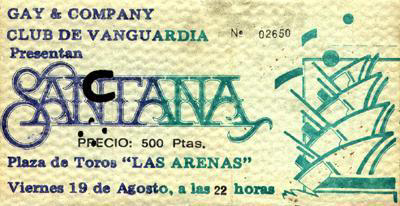 GAY & COMPANY
CLUB DE VANGUARDIA
Nº 02650
Presentan
SANTANA
C
PRECIO: 500 Ptas.
Plaza de Toros "LAS ARENAS"
Viernes 19 de Agosto, a las 22 horas